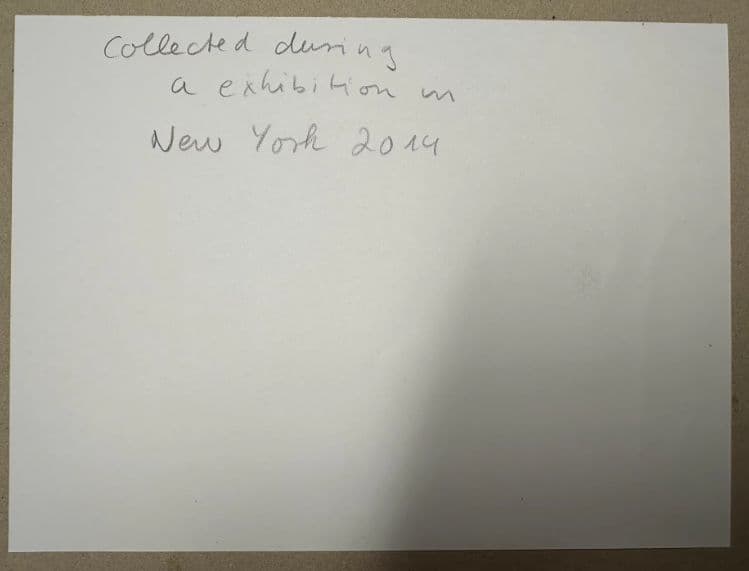 Collected during
a exhibition in
New York 2014